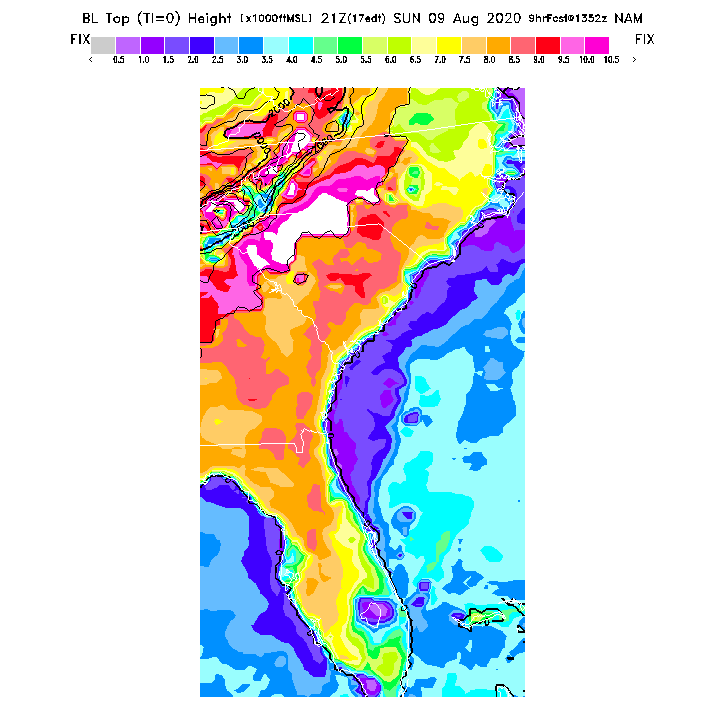 BL Top (TI=0) Height [x1000ftMSL] 21Z(17edt) SUN 09 Aug 2020 9hrFcst@1352z NAM
FIX FIX
< 0.5 1.0 1.5 2.0 2.5 3.0 3.5 4.0 4.5 5.0 5.5 6.0 6.5 7.0 7.5 8.0 8.5 9.0 9.5 10.0 10.5 >
2000
2000
2000